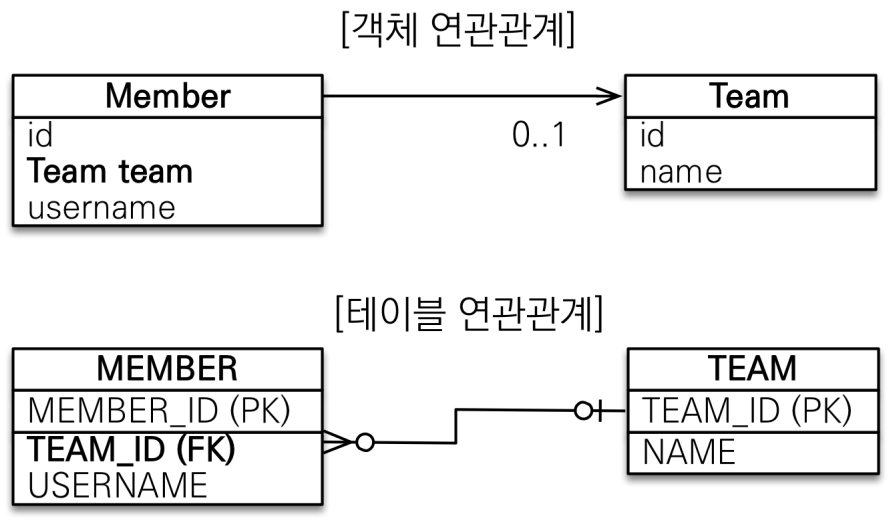 [객체 연관관계]
Member
id
Team team
username
0..1
Team
id
name
[테이블 연관관계]
MEMBER
MEMBER_ID (PK)
TEAM_ID (FK)
USERNAME
TEAM
TEAM_ID (PK)
NAME